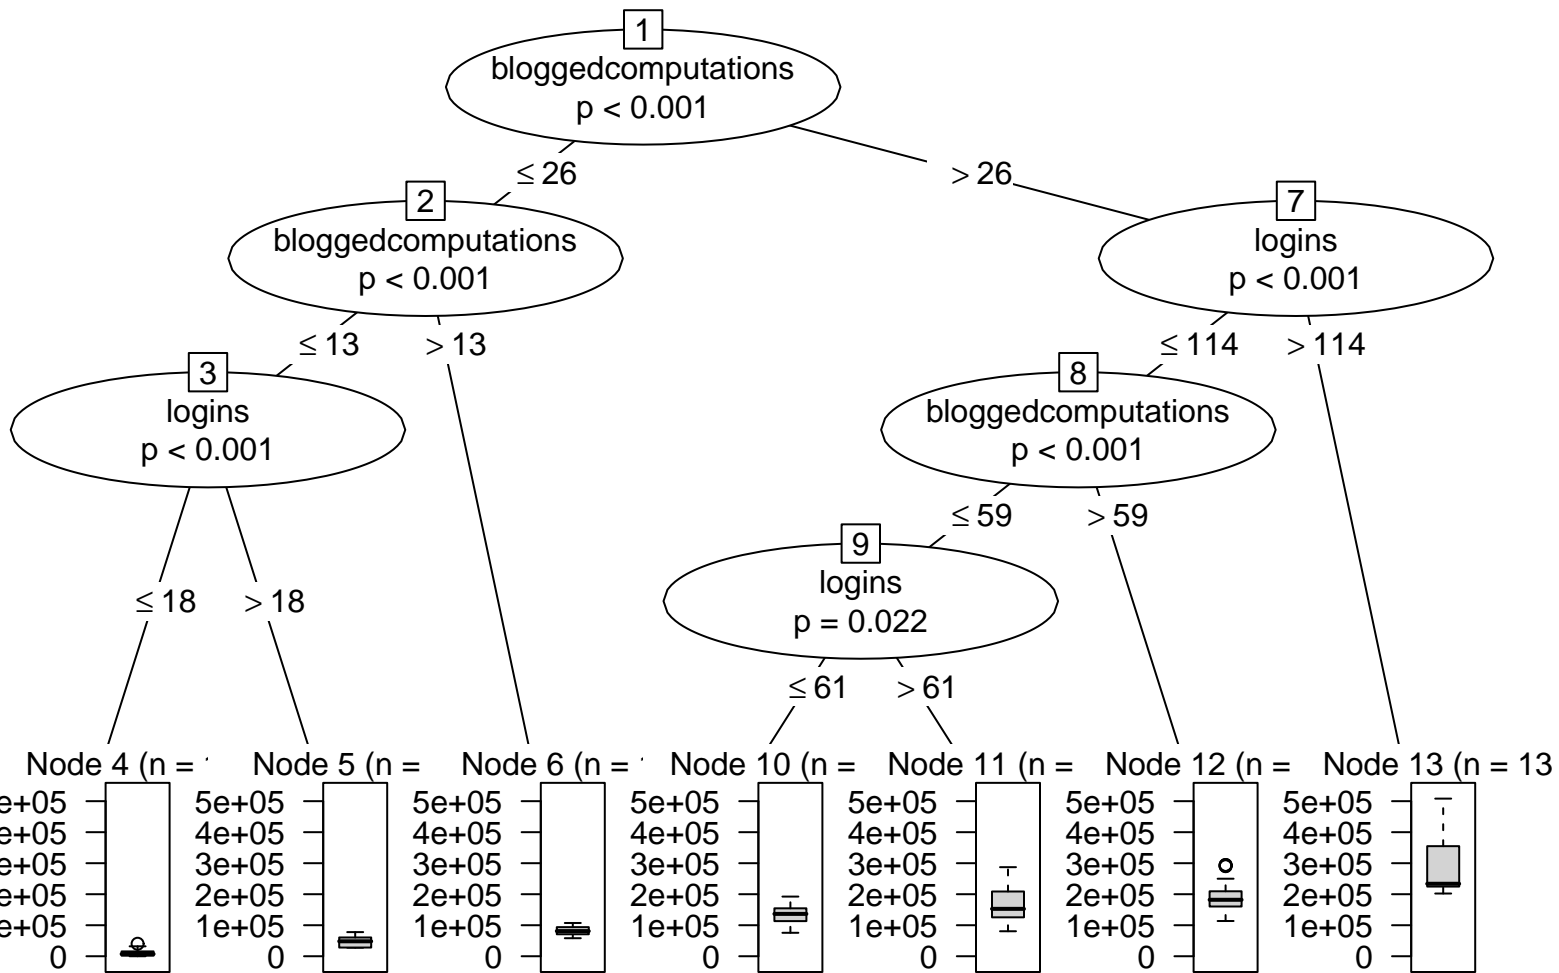 1
bloggedcomputations
p < 0.001
≤ 26
> 26
2
bloggedcomputations
p < 0.001
7
logins
p < 0.001
≤ 13
> 13
≤ 114
> 114
3
logins
p < 0.001
8
bloggedcomputations
p < 0.001
≤ 59
> 59
9
logins
p = 0.022
≤ 18
> 18
≤ 61
> 61
Node 4 (n =
Node 5 (n =
Node 6 (n =
Node 10 (n =
Node 11 (n =
Node 12 (n =
Node 13 (n = 13
e+05
e+05
e+05
e+05
e+05
0
5e+05
4e+05
3e+05
2e+05
1e+05
0
5e+05
4e+05
3e+05
2e+05
1e+05
0
5e+05
4e+05
3e+05
2e+05
1e+05
0
5e+05
4e+05
3e+05
2e+05
1e+05
0
5e+05
4e+05
3e+05
2e+05
1e+05
0
5e+05
4e+05
3e+05
2e+05
1e+05
0